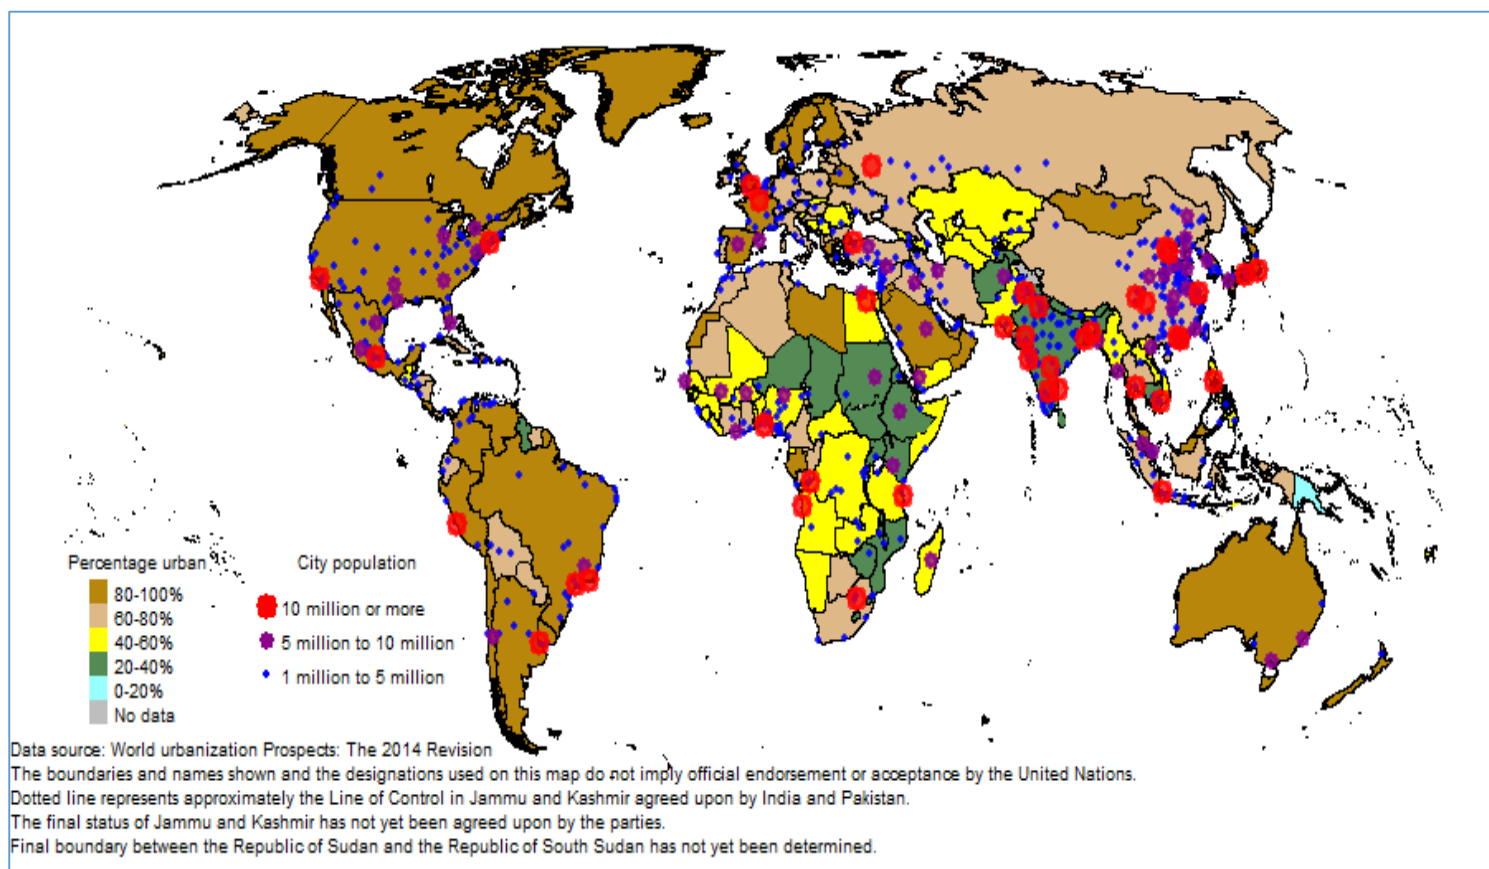 Percentage urban
80-100%
60-80%
40-60%
20-40%
0-20%
No data
City population
10 million or more
5 million to 10 million
1 million to 5 million
Data source: World urbanization Prospects: The 2014 Revision
The boundaries and names shown and the designations used on this map do not imply official endorsement or acceptance by the United Nations.
Dotted line represents approximately the Line of Control in Jammu and Kashmir agreed upon by India and Pakistan.
The final status of Jammu and Kashmir has not yet been agreed upon by the parties.
Final boundary between the Republic of Sudan and the Republic of South Sudan has not yet been determined.